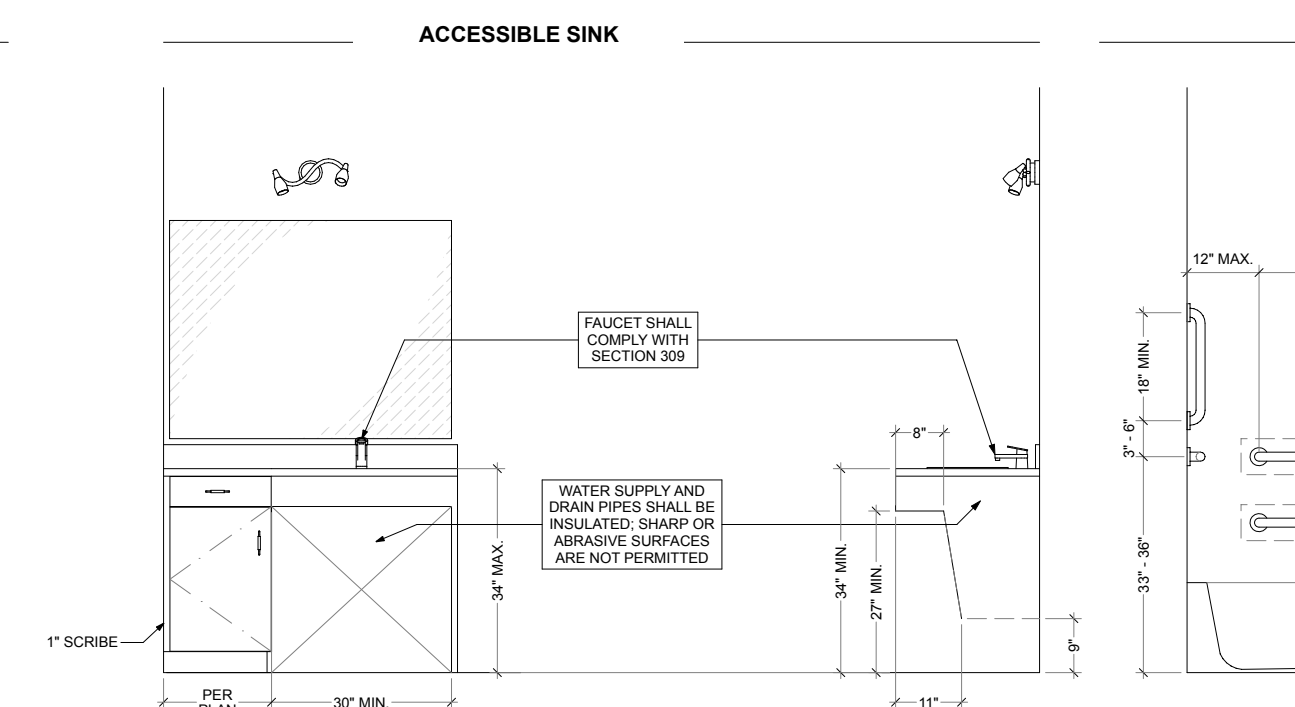 ACCESSIBLE SINK
12" MAX.
FAUCET SHALL
COMPLY WITH
SECTION 309
18" MIN.
3" - 6"
8"
WATER SUPPLY AND
DRAIN PIPES SHALL BE
INSULATED; SHARP OR
ABRASIVE SURFACES
ARE NOT PERMITTED
34" MAX.
34" MIN.
27" MIN.
33" - 36"
1" SCRIBE
9"
PER
PLAN
30" MIN.
11"